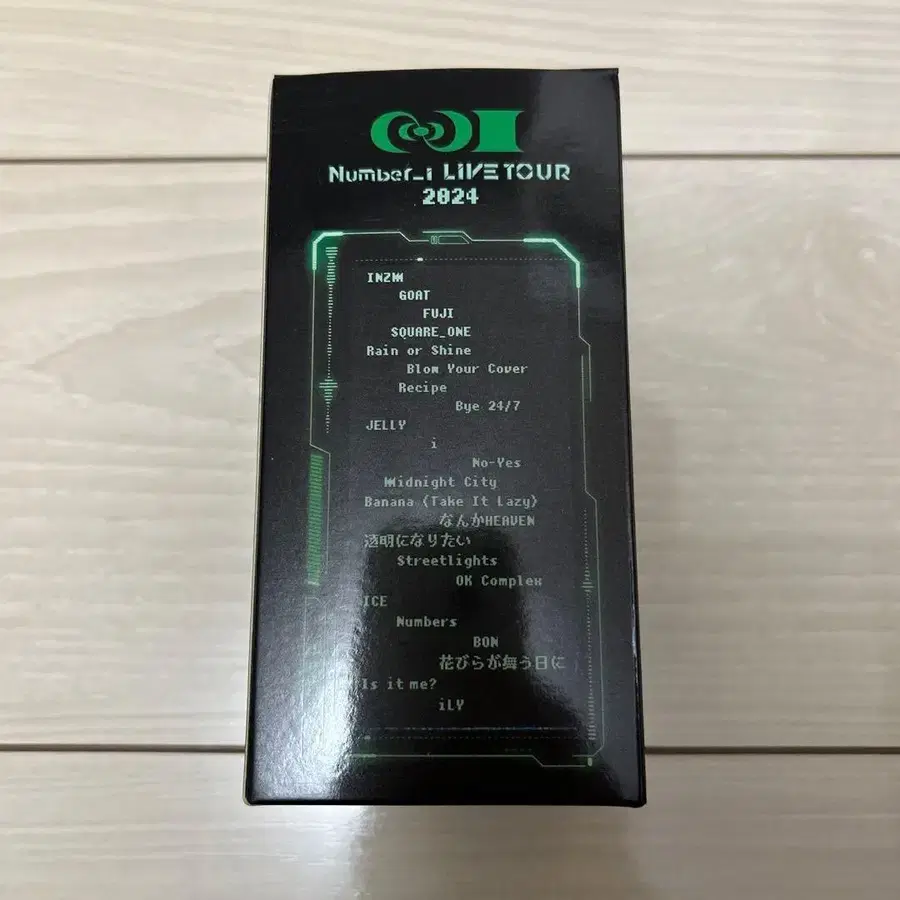 Number_i LIVE TOUR
2024
INZM
GOAT
FUJI
SQUARE_ONE
Rain or Shine
Blow Your Cover
Recipe
Bye 24/7
JELLY
i
No-Yes
Midnight City
Banana (Take It Lazy)
なんかHEAVEN
透明になりたい
Streetlights
OK Complex
ICE
Numbers
BON
花びらが舞う日に
Is it me?
iLY